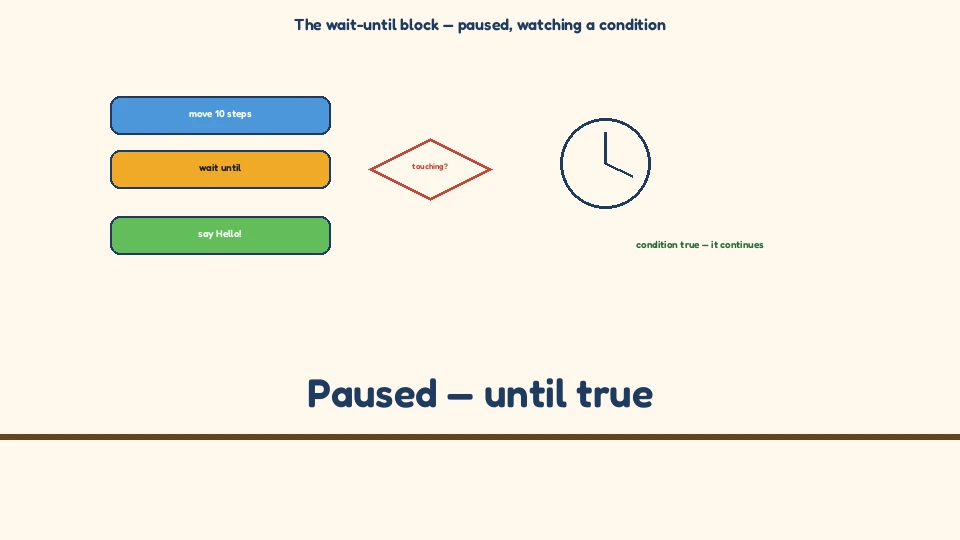 The wait-until block — paused, watching a condition
move 10 steps
wait until
touching?
say Hello!
condition true — it continues
Paused — until true